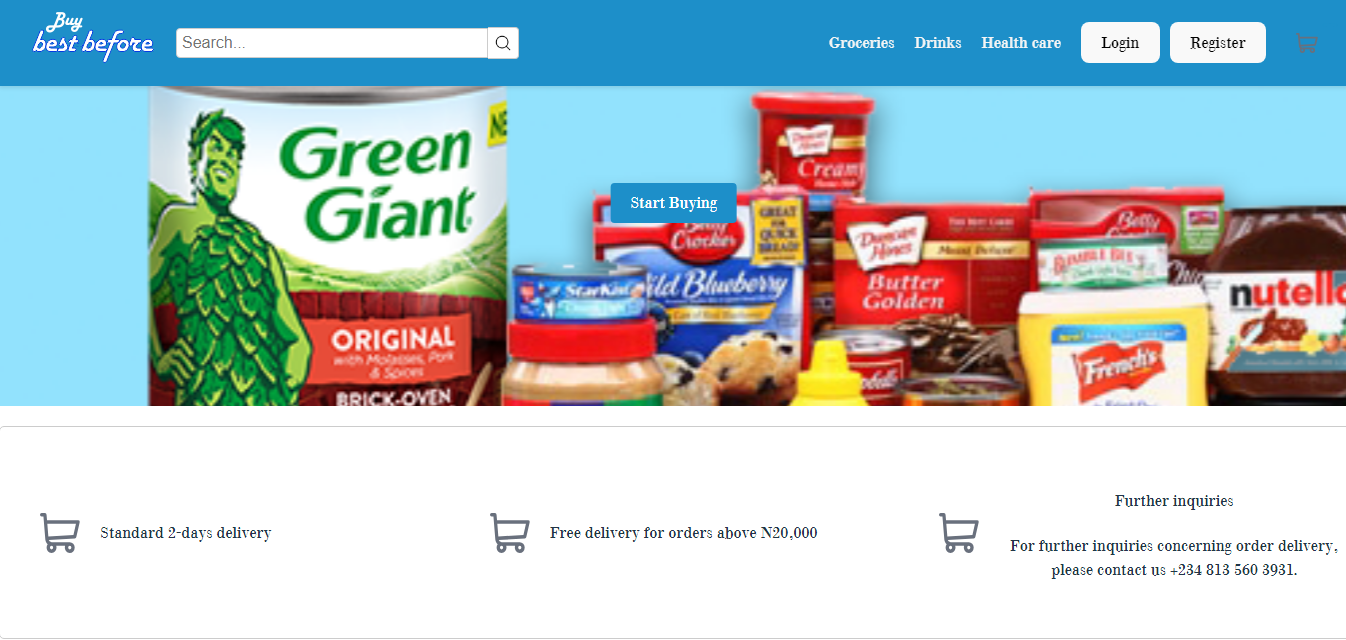 Buy
best before
Search...
Groceries
Drinks
Health care
Login
Register
Green
Giant
ORIGINAL
with Molasses, Pork
& Spices
BRICK-OVEN
Start Buying
StarKist
Betty
Crocker
Wild Blueberry
GREAT
FOR
QUICK
BREAD
Duncan
Hines
Creamy
Duncan
Hines
Butter
Golden
Betty
BUMBLE BEE
French's
nutella
Standard 2-days delivery
Free delivery for orders above N20,000
Further inquiries
For further inquiries concerning order delivery,
please contact us +234 813 560 3931.